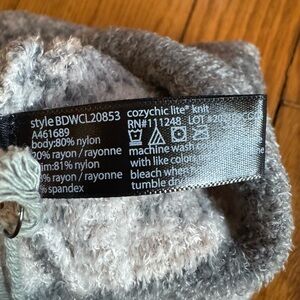 style BDWCL20853
A461689
body:80% nylon
20% rayon / rayonne
trim:81% nylon
rayon / rayonne
spandex
cozychic lite® knit
RN#111248 LOT
machine wash
with like colors
bleach when
tumble dry